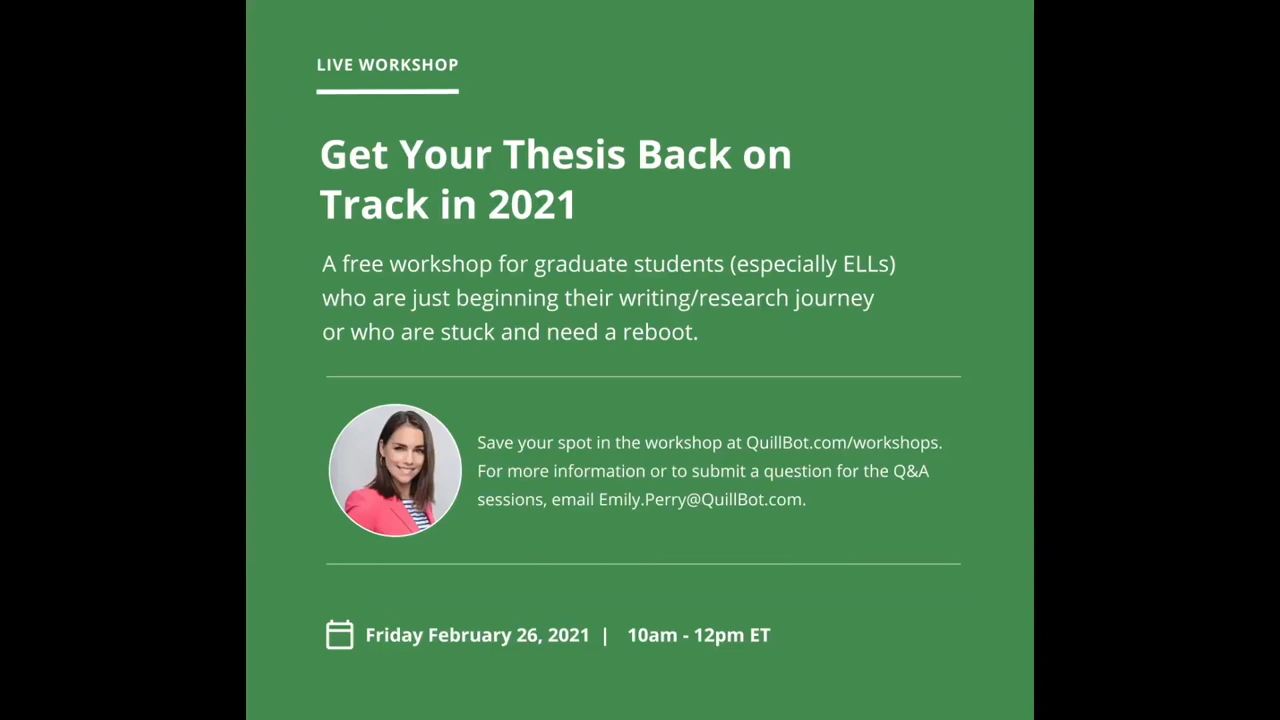 LIVE WORKSHOP
Get Your Thesis Back on
Track in 2021
A free workshop for graduate students (especially ELLs)
who are just beginning their writing/research journey
or who are stuck and need a reboot.
Save your spot in the workshop at QuillBot.com/workshops.
For more information or to submit a question for the Q&A
sessions, email Emily.Perry@QuillBot.com.
Friday February 26, 2021 | 10am - 12pm ET